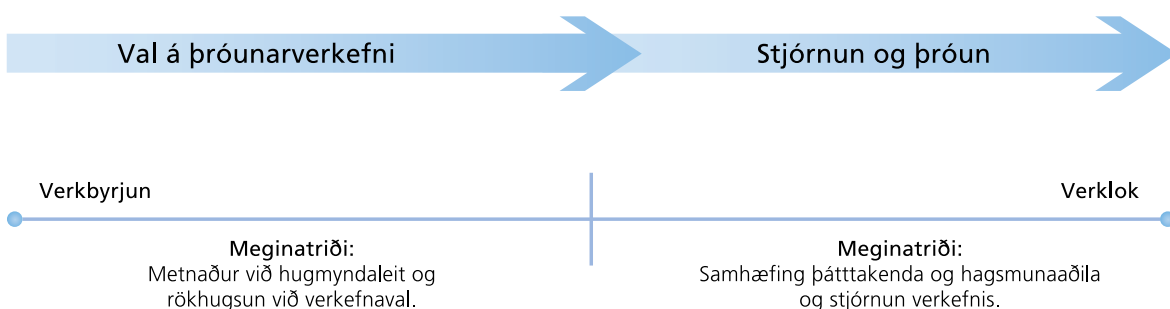 Val á þróunarverkefni
Stjórnun og þróun
Verkbyrjun
Verklok
Meginatriði:
Metnaður við hugmyndaleit og
rökhugsun við verkefnaval.
Meginatriði:
Samhæfing þátttakenda og hagsmunaaðila
og stjórnun verkefnis.